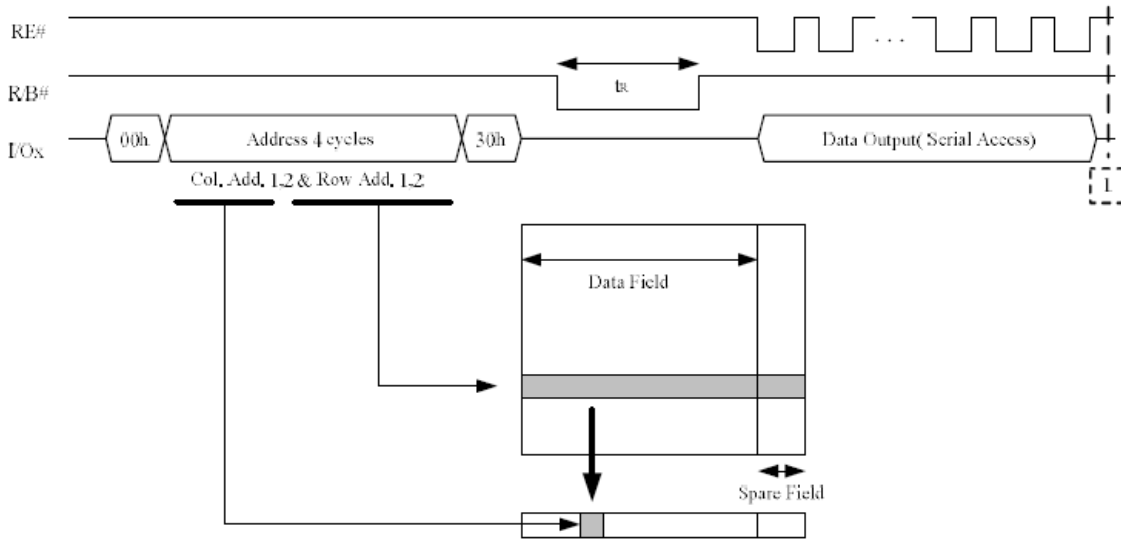 RE#
. . .
R/B#
tR
I/Ox
00h
Address 4 cycles
30h
Data Output( Serial Access)
Col. Add. 1,2 & Row Add. 1,2
1
Data Field
Spare Field